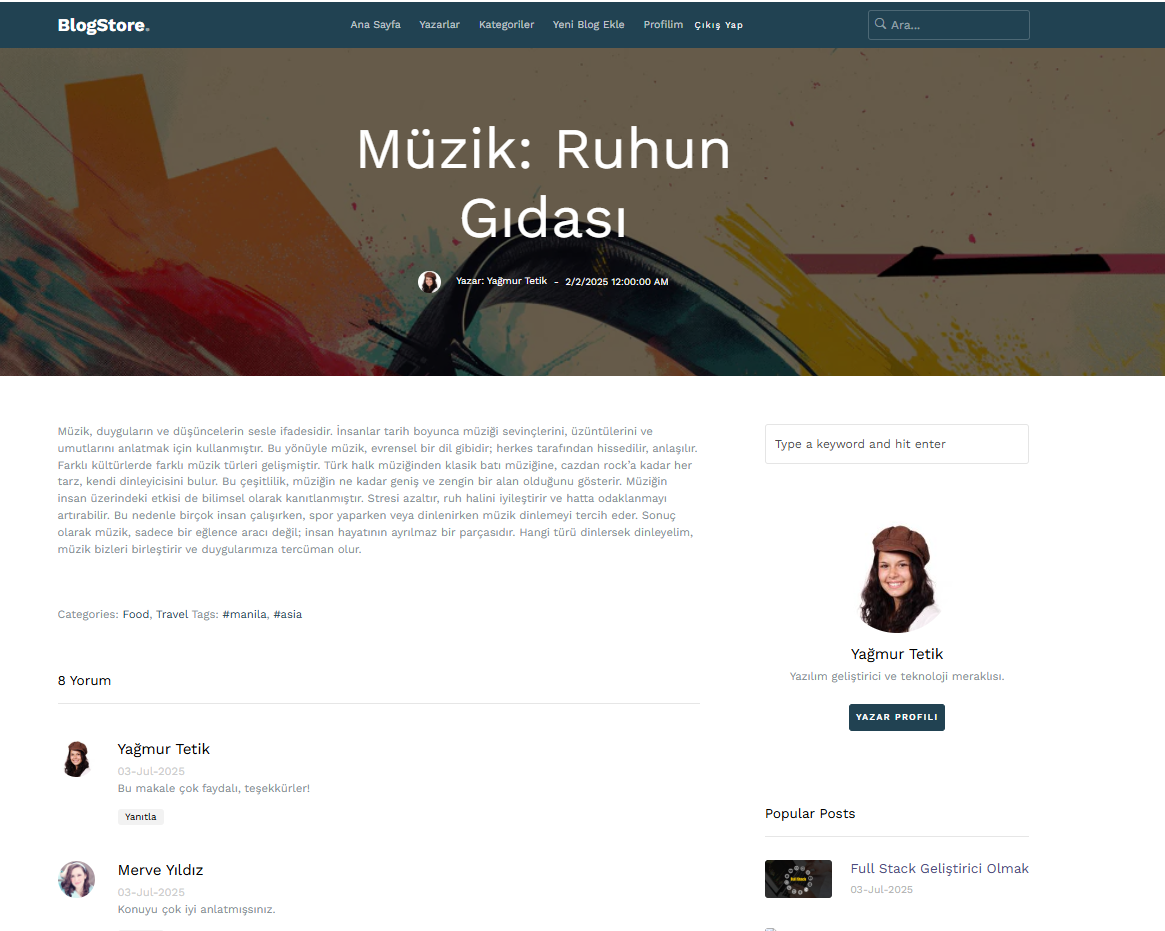 BlogStore.
Ana Sayfa Yazarlar Kategoriler Yeni Blog Ekle Profilim Çıkış Yap
Ara...
Müzik: Ruhun
Gıdası
Yazar: Yağmur Tetik - 2/2/2025 12:00:00 AM
Müzik, duyguların ve düşüncelerin sesle ifadesidir. İnsanlar tarih boyunca müziği sevinçlerini, üzüntülerini ve
umutlarını anlatmak için kullanmıştır. Bu yönüyle müzik, evrensel bir dil gibidir; herkes tarafından hissedilir, anlaşılır.
Farklı kültürlerde farklı müzik türleri gelişmiştir. Türk halk müziğinden klasik batı müziğine, cazdan rock’a kadar her
tarz, kendi dinleyicisini bulur. Bu çeşitlilik, müziğin ne kadar geniş ve zengin bir alan olduğunu gösterir. Müziğin
insan üzerindeki etkisi de bilimsel olarak kanıtlanmıştır. Stresi azaltır, ruh halini iyileştirir ve hatta odaklanmayı
artırabilir. Bu nedenle birçok insan çalışırken, spor yaparken veya dinlenirken müzik dinlemeyi tercih eder. Sonuç
olarak müzik, sadece bir eğlence aracı değil; insan hayatının ayrılmaz bir parçasıdır. Hangi türü dinlersek dinleyelim,
müzik bizleri birleştirir ve duygularımıza tercüman olur.
Categories: Food, Travel Tags: #manila, #asia
8 Yorum
Yağmur Tetik
03-Jul-2025
Bu makale çok faydalı, teşekkürler!
Yanıtla
Merve Yıldız
03-Jul-2025
Konuyu çok iyi anlatmışsınız.
Type a keyword and hit enter
Yağmur Tetik
Yazılım geliştirici ve teknoloji meraklısı.
YAZAR PROFILI
Popular Posts
Full Stack
Full Stack Geliştirici Olmak
03-Jul-2025